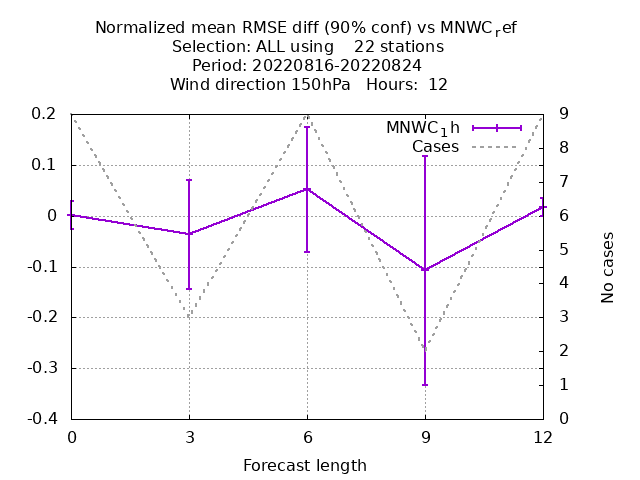 Normalized mean RMSE diff (90% conf) vs MNWC_ref
Selection: ALL using    22 stations
Period: 20220816-20220824
Wind direction 150hPa   Hours:  12
MNWC_1h
Cases
0.2
0.1
0
-0.1
-0.2
-0.3
-0.4
9
8
7
6
5
4
3
2
1
0
No cases
0 3 6 9 12
Forecast length